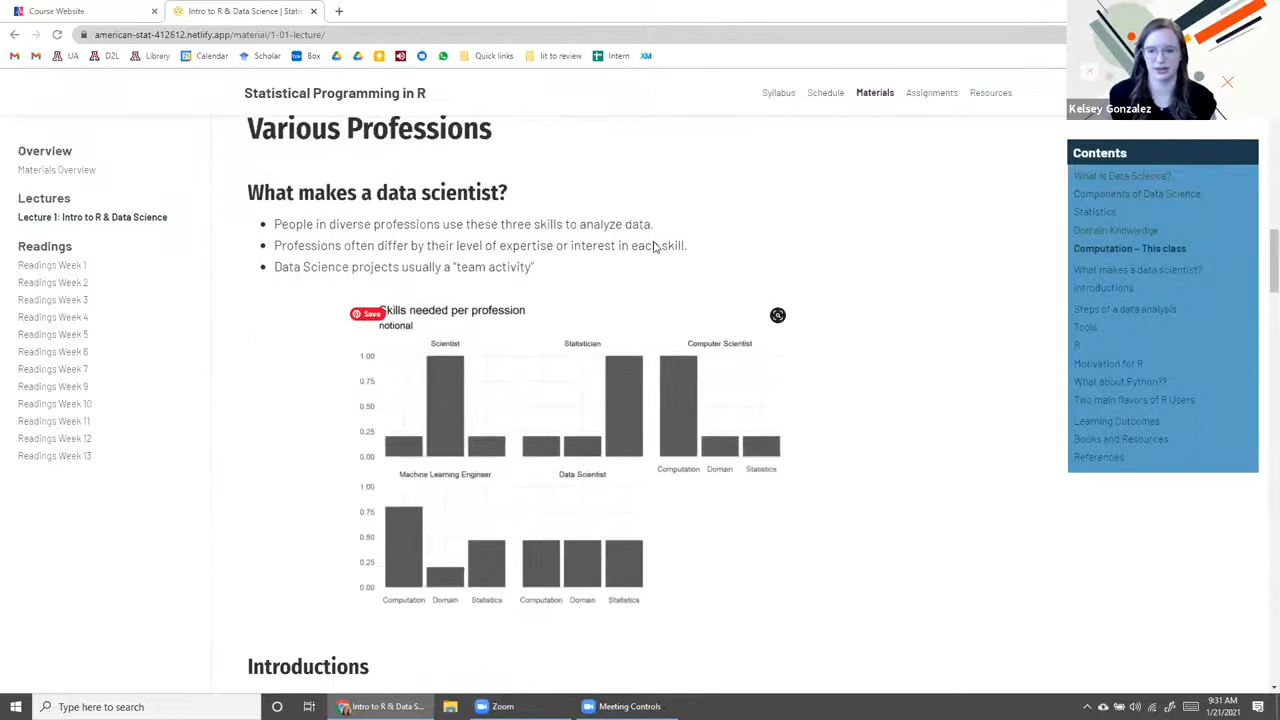 Course Website
Intro to R & Data Science | Stati
american-stat-412612.netlify.app/material/1-01-lecture/
UA
D2L
Library
Calendar
Scholar
Box
Quick links
lit to review
Intern
Kelsey Gonzalez
Statistical Programming in R
Syllabus
Schedule
Materials
Assignments
Resources
Overview
Materials Overview
Lectures
Lecture 1: Intro to R & Data Science
Readings
Readings Week 1
Readings Week 2
Readings Week 3
Readings Week 4
Readings Week 5
Readings Week 6
Readings Week 7
Readings Week 9
Readings Week 10
Readings Week 11
Readings Week 12
Readings Week 13
Various Professions
What makes a data scientist?
People in diverse professions use these three skills to analyze data.
Professions often differ by their level of expertise or interest in each skill.
Data Science projects usually a “team activity”
Save
Skills needed per profession
notional
Scientist
Statistician
Computer Scientist
1.00
0.75
0.50
0.25
0.00
Computation Domain Statistics
Machine Learning Engineer
Data Scientist
1.00
0.75
0.50
0.25
0.00
Computation Domain Statistics
Computation Domain Statistics
Introductions
Contents
What is Data Science?
Components of Data Science
Statistics
Domain Knowledge
Computation – This class
What makes a data scientist?
Introductions
Steps of a data analysis
Tools
R
Motivation for R
What about Python??
Two main flavors of R Users
Learning Outcomes
Books and Resources
References
Type here to search
Intro to R & Data S...
Zoom
Meeting Controls
9:31 AM
1/21/2021